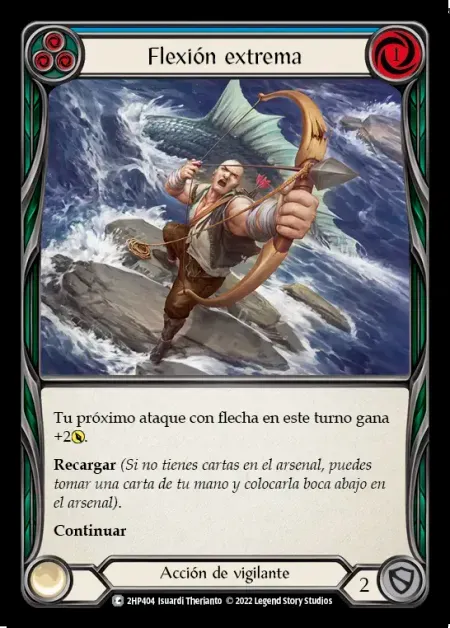 Flexión extrema
1
Tu próximo ataque con flecha en este turno gana
+2.
Recargar (Si no tienes cartas en el arsenal, puedes
tomar una carta de tu mano y colocarla boca abajo en
el arsenal).
Continuar
Acción de vigilante
2
C 2HP404 Isuardi Therianto © 2022 Legend Story Studios